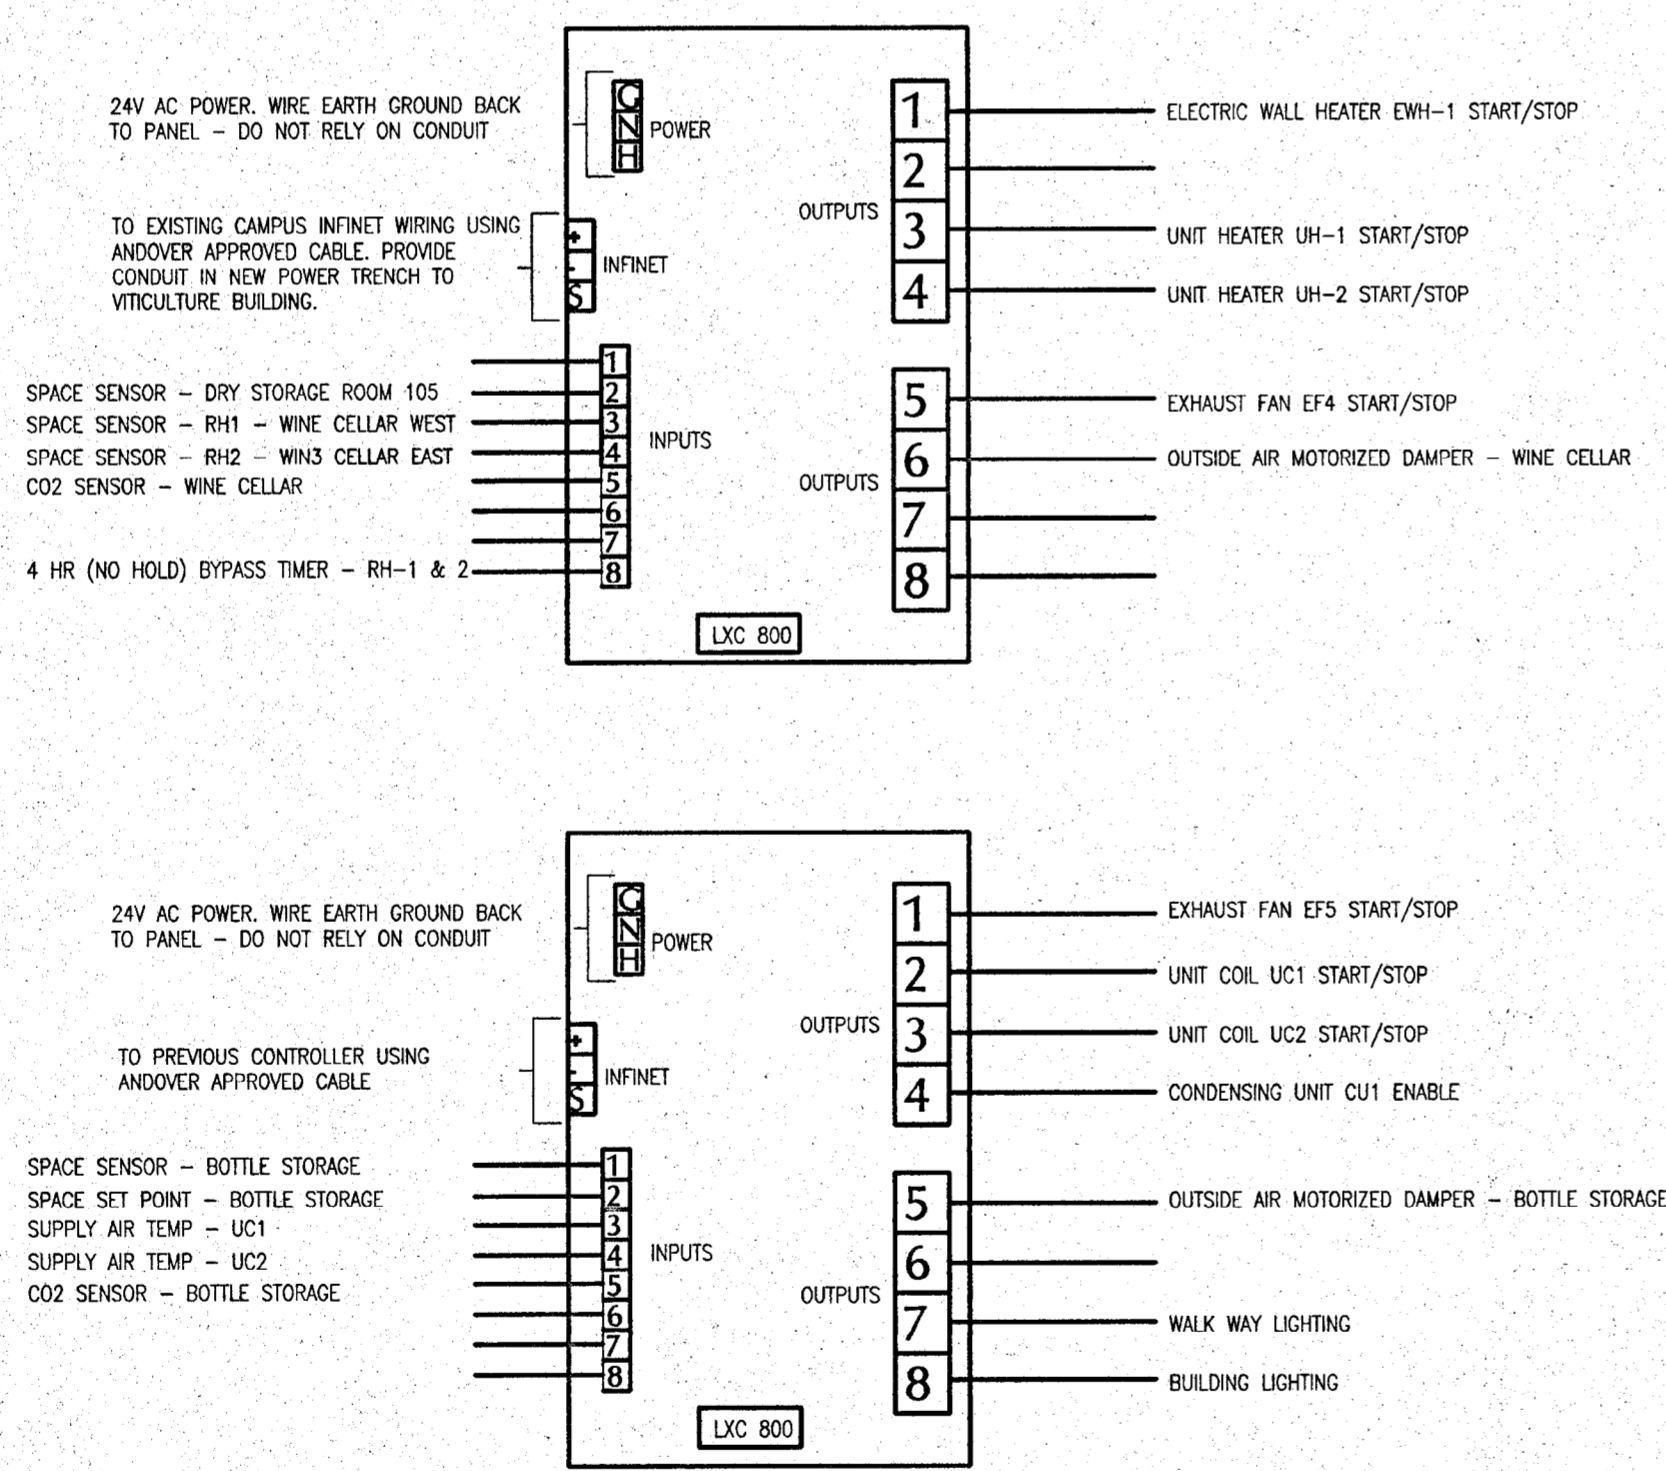 24V AC POWER. WIRE EARTH GROUND BACK
TO PANEL – DO NOT RELY ON CONDUIT
G
N
H
POWER
TO EXISTING CAMPUS INFINET WIRING USING
ANDOVER APPROVED CABLE. PROVIDE
CONDUIT IN NEW POWER TRENCH TO
VITICULTURE BUILDING.
+
-
S
INFINET
1
SPACE SENSOR – DRY STORAGE ROOM 105 2
SPACE SENSOR – RH1 – WINE CELLAR WEST 3
SPACE SENSOR – RH2 – WIN3 CELLAR EAST 4
CO2 SENSOR – WINE CELLAR 5
6
7
4 HR (NO HOLD) BYPASS TIMER – RH-1 & 2 8
INPUTS
OUTPUTS
1 ELECTRIC WALL HEATER EWH-1 START/STOP
2
3 UNIT HEATER UH-1 START/STOP
4 UNIT HEATER UH-2 START/STOP
OUTPUTS
5 EXHAUST FAN EF4 START/STOP
6 OUTSIDE AIR MOTORIZED DAMPER – WINE CELLAR
7
8
LXC 800
24V AC POWER. WIRE EARTH GROUND BACK
TO PANEL – DO NOT RELY ON CONDUIT
G
N
H
POWER
TO PREVIOUS CONTROLLER USING
ANDOVER APPROVED CABLE
+
-
S
INFINET
SPACE SENSOR – BOTTLE STORAGE 1
SPACE SET POINT – BOTTLE STORAGE 2
SUPPLY AIR TEMP – UC1 3
SUPPLY AIR TEMP – UC2 4
CO2 SENSOR – BOTTLE STORAGE 5
6
7
8
INPUTS
OUTPUTS
1 EXHAUST FAN EF5 START/STOP
2 UNIT COIL UC1 START/STOP
3 UNIT COIL UC2 START/STOP
4 CONDENSING UNIT CU1 ENABLE
OUTPUTS
5 OUTSIDE AIR MOTORIZED DAMPER – BOTTLE STORAGE
6
7 WALK WAY LIGHTING
8 BUILDING LIGHTING
LXC 800